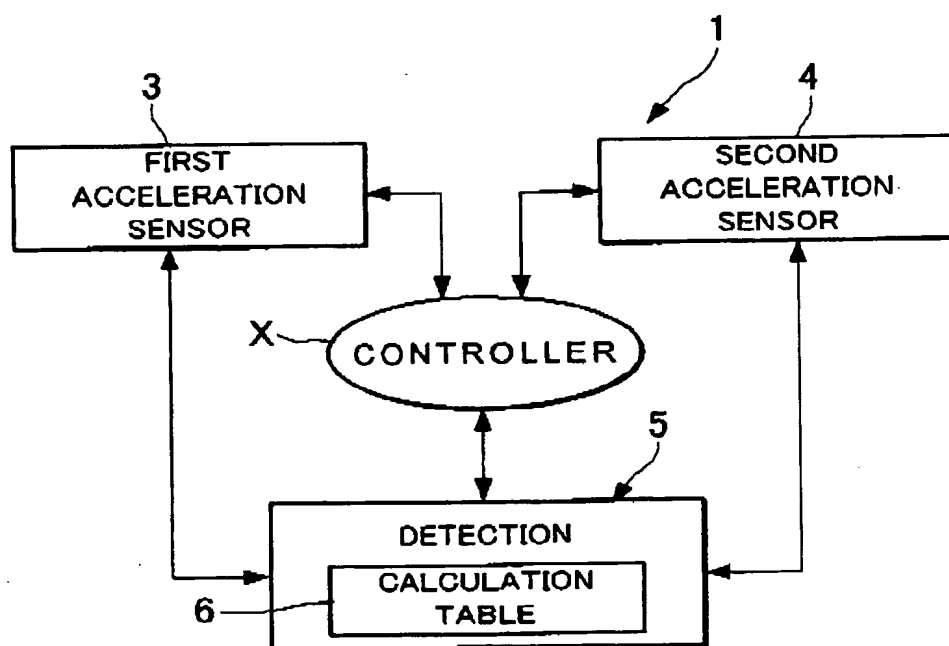 1
3
4
FIRST
ACCELERATION
SENSOR
SECOND
ACCELERATION
SENSOR
X
CONTROLLER
5
DETECTION
6
CALCULATION
TABLE